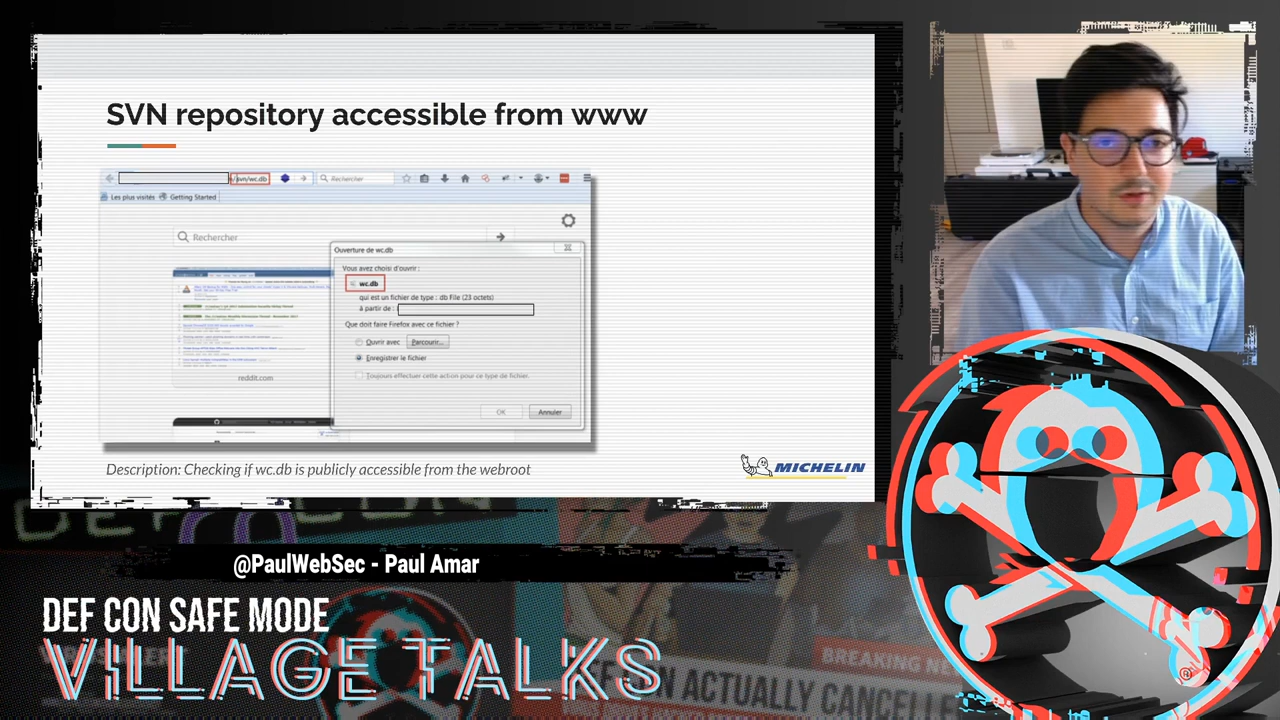 SVN repository accessible from www
/svn/wc.db
Rechercher
Les plus visités
Getting Started
Rechercher
Ouverture de wc.db
Vous avez choisi d'ouvrir :
wc.db
qui est un fichier de type : db File (23 octets)
à partir de :
Que doit faire Firefox avec ce fichier ?
Ouvrir avec
Parcourir...
Enregistrer le fichier
Toujours effectuer cette action pour ce type de fichier.
OK
Annuler
reddit.com
Description: Checking if wc.db is publicly accessible from the webroot
MICHELIN
@PaulWebSec - Paul Amar
DEF CON SAFE MODE
VILLAGE TALKS
BREAKING NE
ACTUALLY CANCELLE